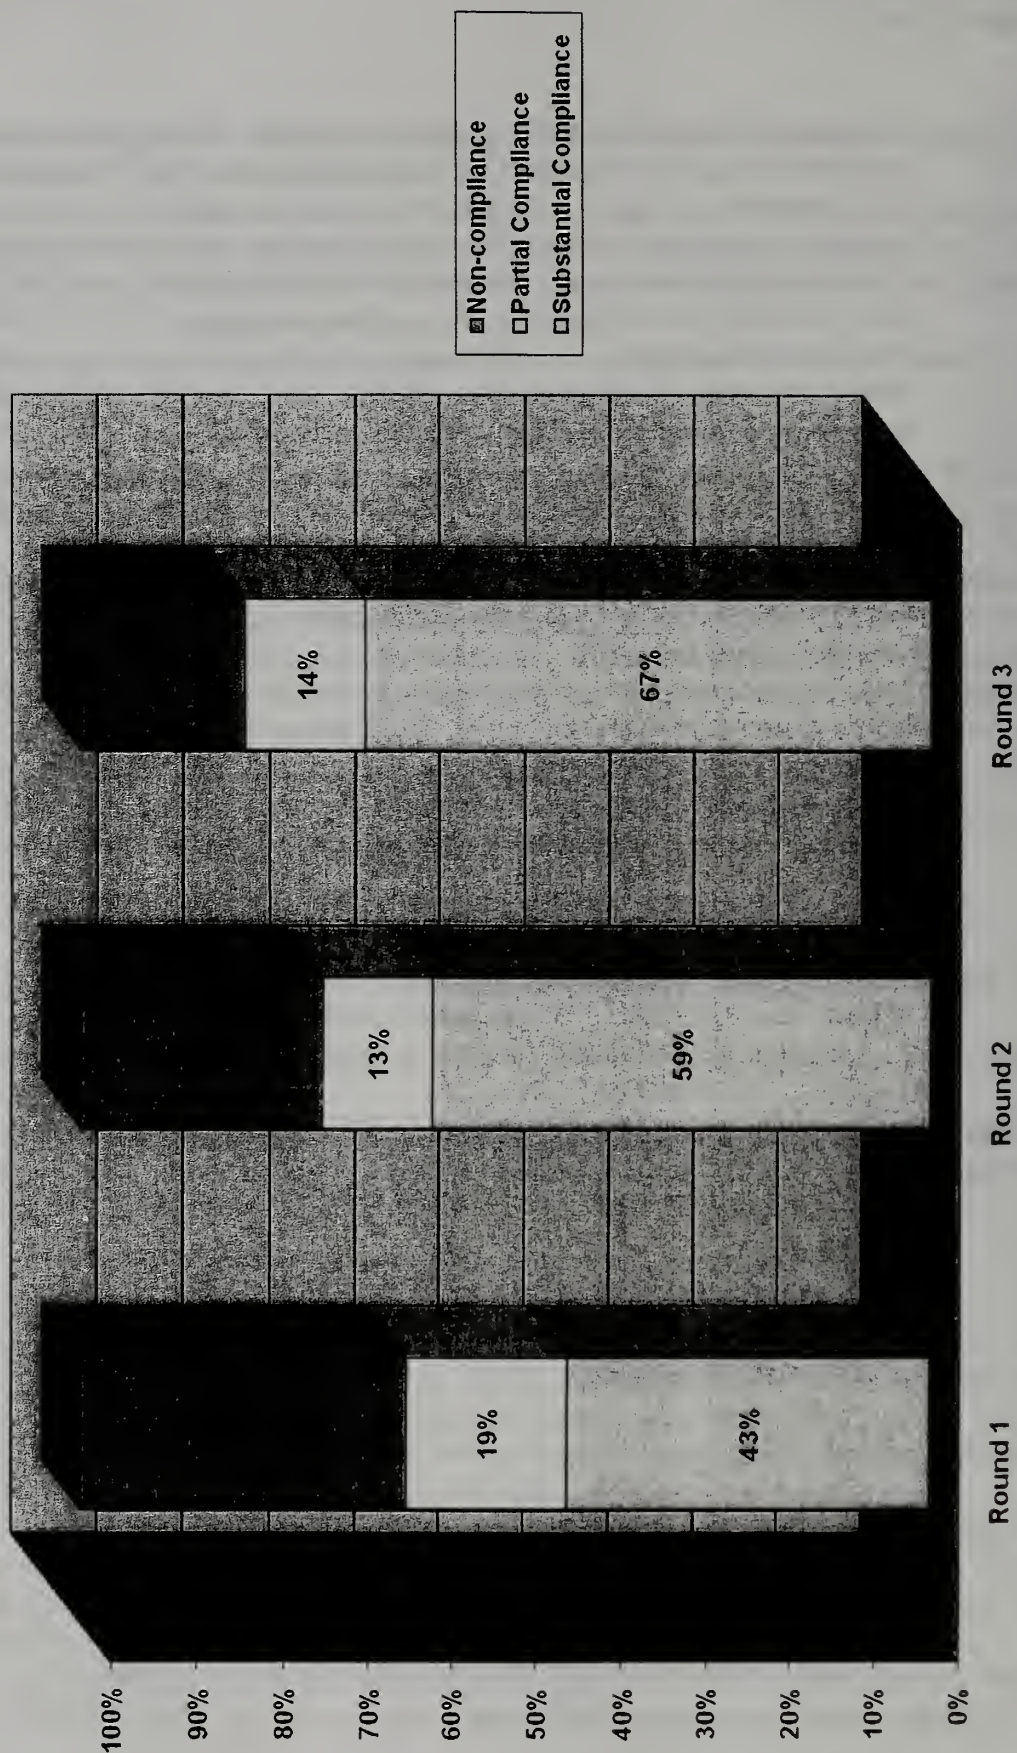 Non-compliance
Partial Compliance
Substantial Compliance
100%
90%
80%
70%
60%
50%
40%
30%
20%
10%
0%
19%
43%
13%
59%
14%
67%
Round 1
Round 2
Round 3